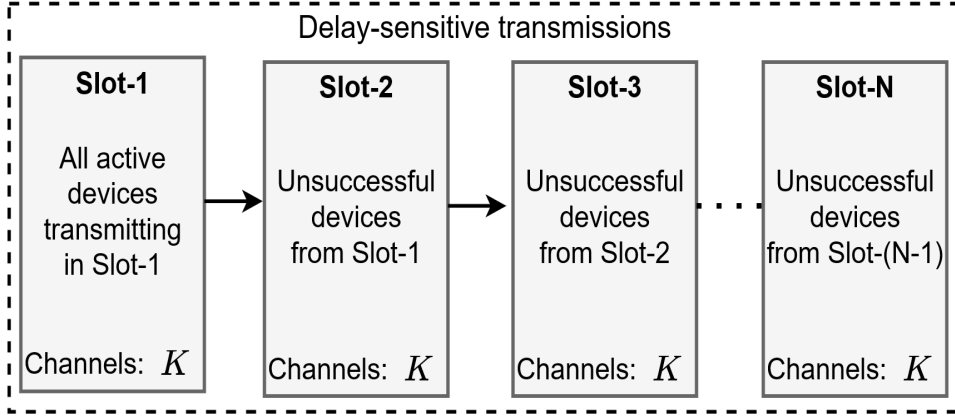 Delay-sensitive transmissions
Slot-1
All active
devices
transmitting
in Slot-1
Channels: K
Slot-2
Unsuccessful
devices
from Slot-1
Channels: K
Slot-3
Unsuccessful
devices
from Slot-2
Channels: K
Slot-N
Unsuccessful
devices
from Slot-(N-1)
Channels: K